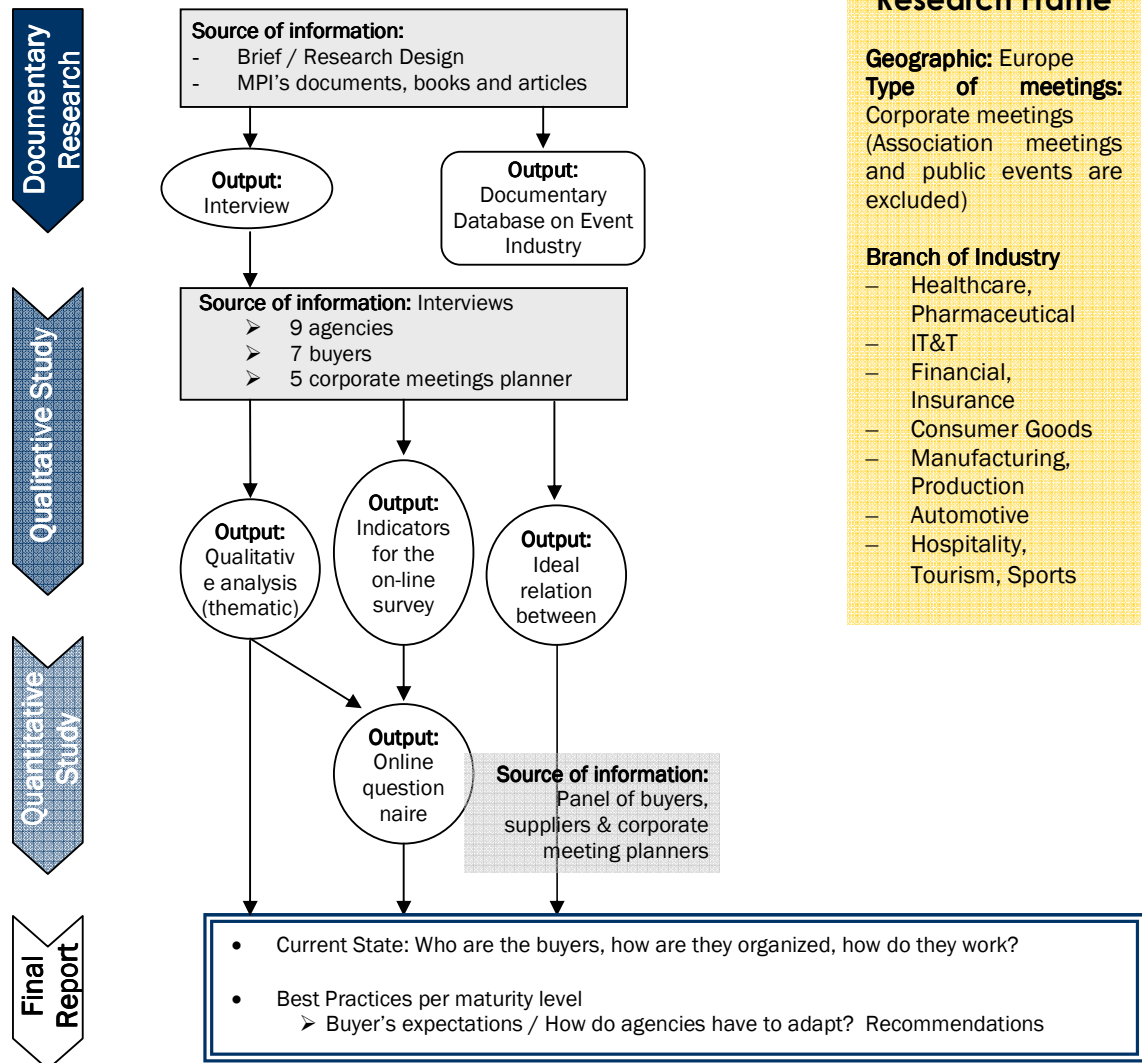 Documentary
Research
Source of information:
- Brief / Research Design
- MPI's documents, books and articles
Output:
Interview
Output:
Documentary
Database on Event
Industry
Qualitative Study
Source of information: Interviews
➢ 9 agencies
➢ 7 buyers
➢ 5 corporate meetings planner
Output:
Qualitativ
e analysis
(thematic)
Output:
Indicators
for the
on-line
survey
Output:
Ideal
relation
between
Quantitative
Study
Output:
Online
question
naire
Source of information:
Panel of buyers,
suppliers & corporate
meeting planners
Final
Report
• Current State: Who are the buyers, how are they organized, how do they work?
• Best Practices per maturity level
➢ Buyer's expectations / How do agencies have to adapt? Recommendations
Research Frame
Geographic: Europe
Type of meetings:
Corporate meetings
(Association meetings
and public events are
excluded)
Branch of Industry
– Healthcare,
Pharmaceutical
– IT&T
– Financial,
Insurance
– Consumer Goods
– Manufacturing,
Production
– Automotive
– Hospitality,
Tourism, Sports